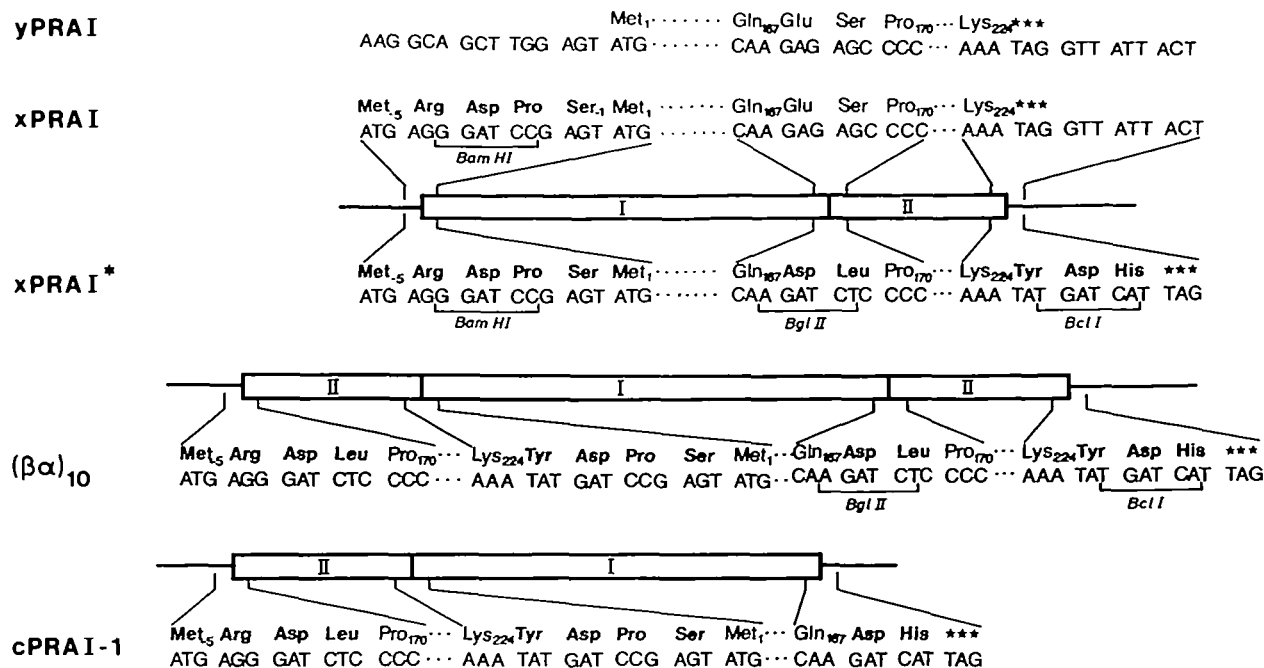 yPRAI
Met1 ······· Gln167Glu Ser Pro170··· Lys224***
AAG GCA GCT TGG AGT ATG ······· CAA GAG AGC CCC··· AAA TAG GTT ATT ACT
xPRAI
Met-5 Arg Asp Pro Ser-1 Met1 ······· Gln167Glu Ser Pro170··· Lys224***
ATG AGG GAT CCG AGT ATG ······· CAA GAG AGC CCC··· AAA TAG GTT ATT ACT
Bam HI
I II
xPRAI*
Met-5 Arg Asp Pro Ser Met1 ······· Gln167Asp Leu Pro170··· Lys224Tyr Asp His ***
ATG AGG GAT CCG AGT ATG ······· CAA GAT CTC CCC··· AAA TAT GAT CAT TAG
Bam HI Bgl II Bcl I
II I II
(βα)10
Met-5 Arg Asp Leu Pro170··· Lys224Tyr Asp Pro Ser Met1··Gln167Asp Leu Pro170··· Lys224Tyr Asp His ***
ATG AGG GAT CTC CCC··· AAA TAT GAT CCG AGT ATG··CAA GAT CTC CCC··· AAA TAT GAT CAT TAG
Bgl II Bcl I
II I
cPRAI-1
Met-5 Arg Asp Leu Pro170··· Lys224Tyr Asp Pro Ser Met1··· Gln167 Asp His ***
ATG AGG GAT CTC CCC··· AAA TAT GAT CCG AGT ATG··· CAA GAT CAT TAG